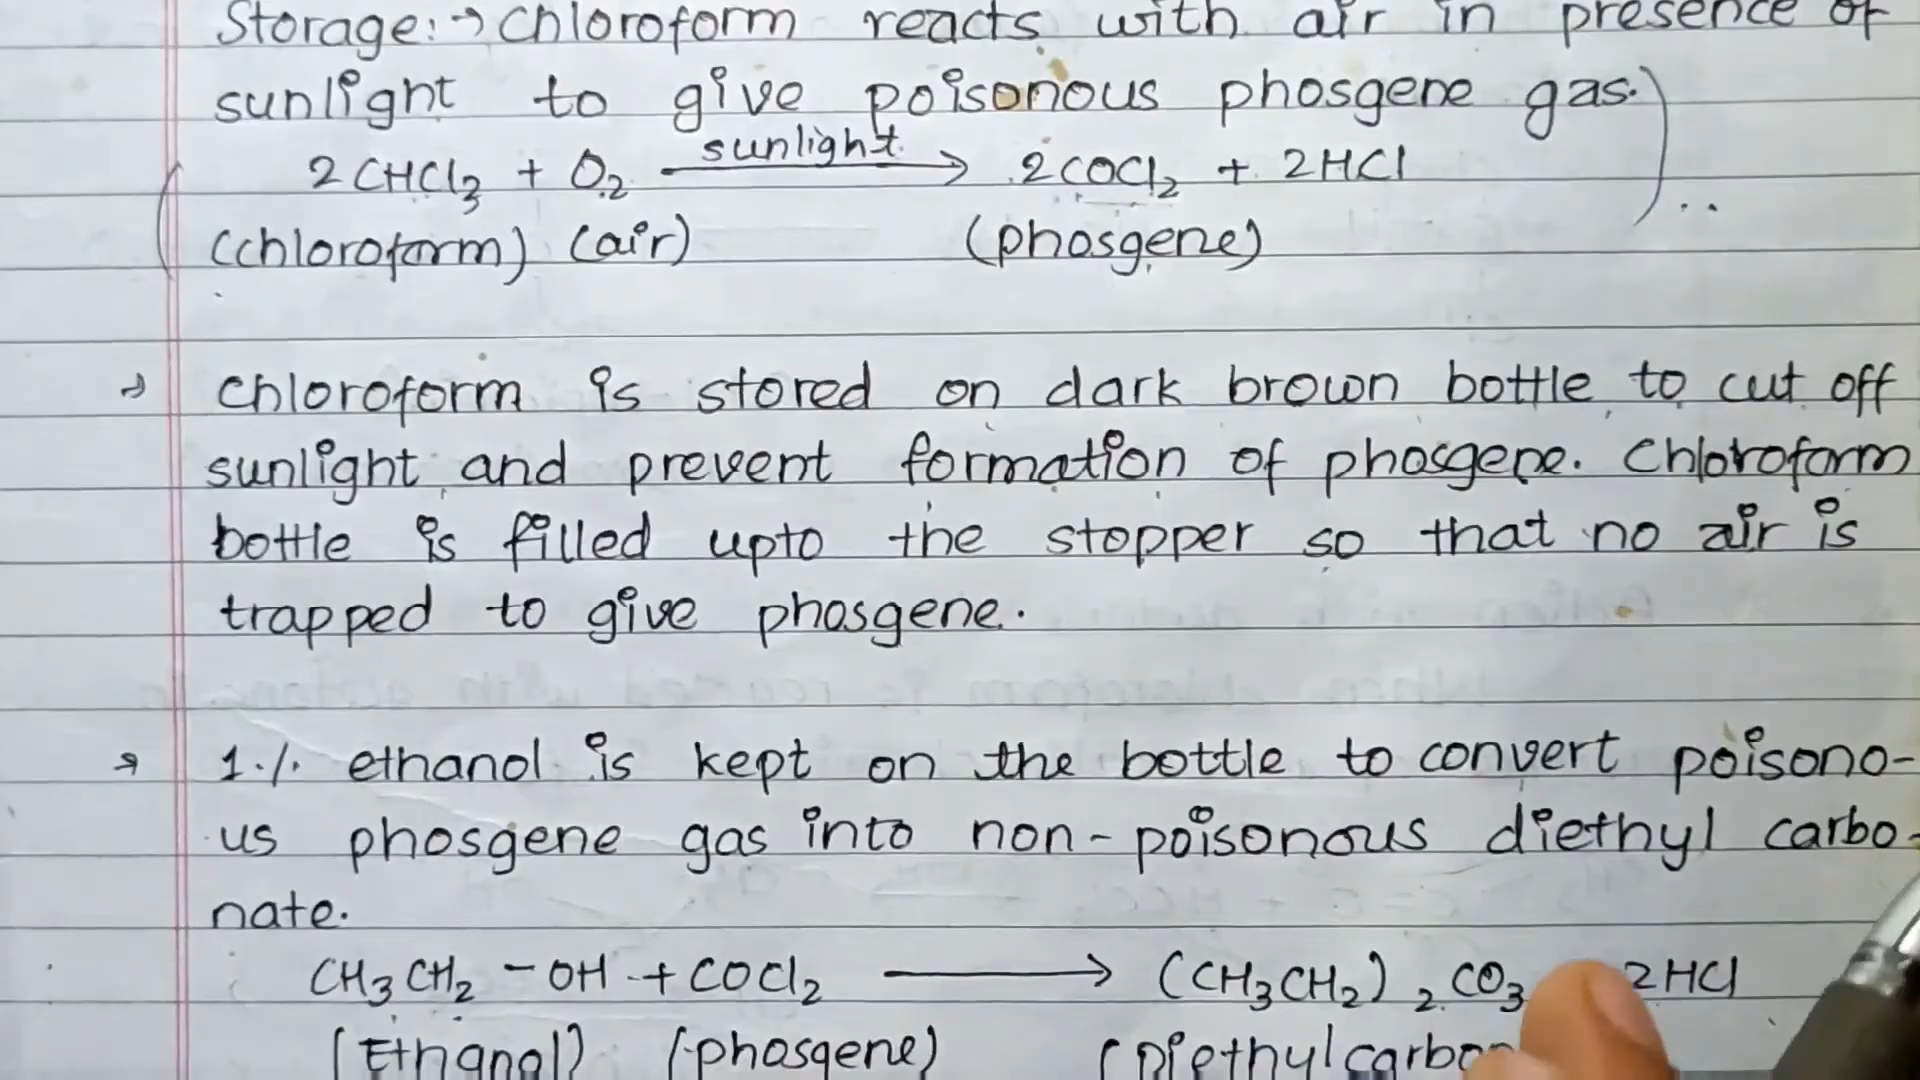 Storage:→ chloroform reacts with air in presence of
sunlight to give poisonous phosgene gas.
2CHCl₃ + O₂ sunlight → 2COCl₂ + 2HCl
(chloroform) (air) (phosgene)
→ chloroform is stored on dark brown bottle to cut off
sunlight and prevent formation of phosgene. Chloroform
bottle is filled upto the stopper so that no air is
trapped to give phosgene.
→ 1% ethanol is kept on the bottle to convert poisono-
us phosgene gas into non-poisonous diethyl carbo-
nate.
CH₃CH₂-OH + COCl₂ → (CH₃CH₂)₂CO₃ 2HCl
(Ethanol) (phosgene) (Diethylcarbon